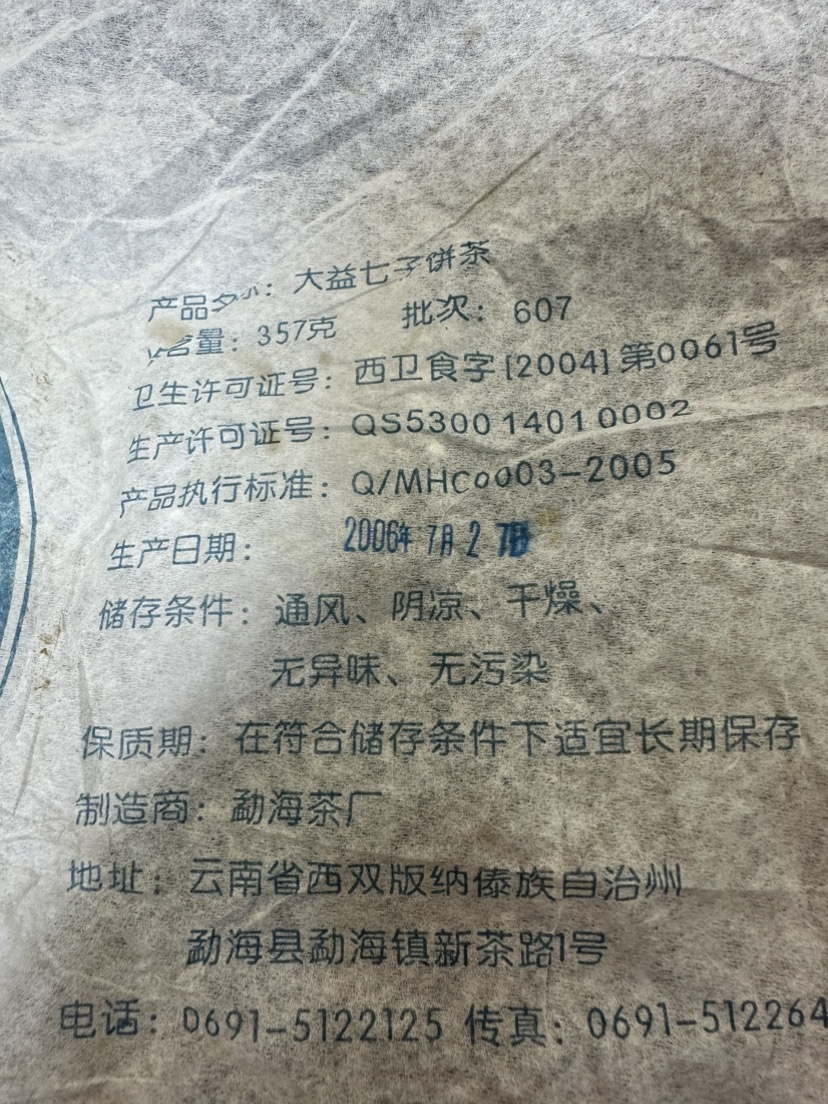 产品名称：大益七子饼茶
净含量：357克 批次：607
卫生许可证号：西卫食字[2004]第0061号
生产许可证号：QS5300 1401 0002
产品执行标准：Q/MHC0003-2005
生产日期： 2006年 7月 2 日
储存条件：通风、阴凉、干燥、
无异味、无污染
保质期：在符合储存条件下适宜长期保存
制造商：勐海茶厂
地址：云南省西双版纳傣族自治州
勐海县勐海镇新茶路1号
电话：0691-5122125 传真：0691-512264